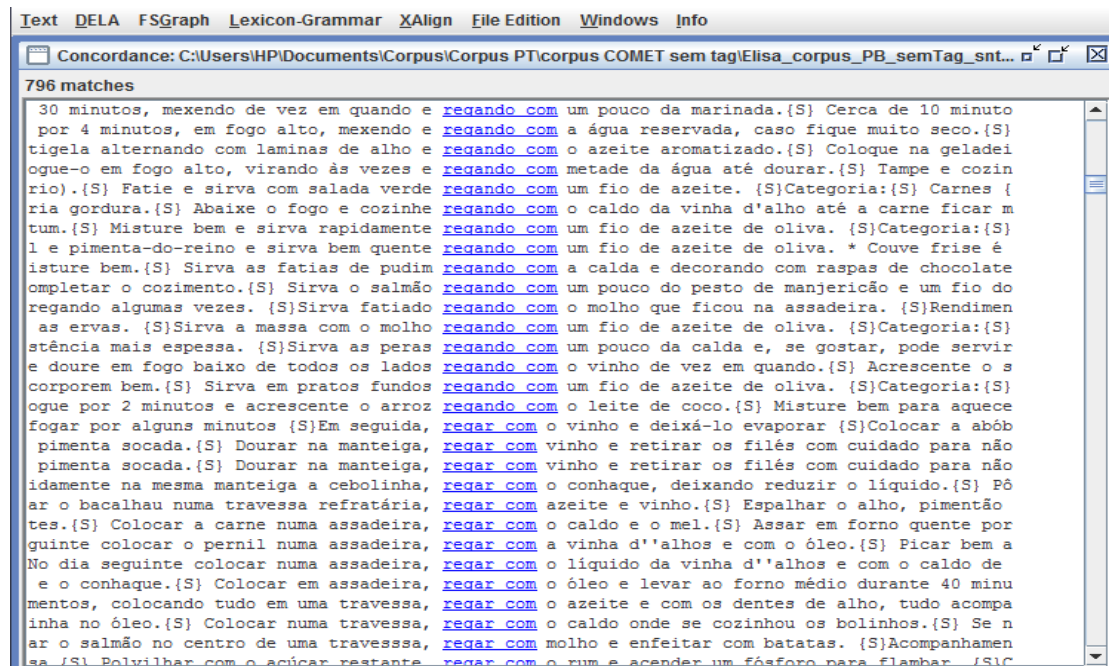 Text DELA FSGraph Lexicon-Grammar XAlign File Edition Windows Info
Concordance: C:\Users\HP\Documents\Corpus\Corpus PT\corpus COMET sem tag\Elisa_corpus_PB_semTag_snt...
796 matches
30 minutos, mexendo de vez em quando e regando com um pouco da marinada.{S} Cerca de 10 minuto
por 4 minutos, em fogo alto, mexendo e regando com a água reservada, caso fique muito seco.{S}
tigela alternando com laminas de alho e regando com o azeite aromatizado.{S} Coloque na geladei
ogue-o em fogo alto, virando às vezes e regando com metade da água até dourar.{S} Tampe e cozin
rio).{S} Fatie e sirva com salada verde regando com um fio de azeite. {S}Categoria:{S} Carnes {
ria gordura.{S} Abaixe o fogo e cozinhe regando com o caldo da vinha d'alho até a carne ficar m
tum.{S} Misture bem e sirva rapidamente regando com um fio de azeite de oliva. {S}Categoria:{S}
l e pimenta-do-reino e sirva bem quente regando com um fio de azeite de oliva. * Couve frise é
isture bem.{S} Sirva as fatias de pudim regando com a calda e decorando com raspas de chocolate
ompletar o cozimento.{S} Sirva o salmão regando com um pouco do pesto de manjericão e um fio do
regando algumas vezes. {S}Sirva fatiado regando com o molho que ficou na assadeira. {S}Rendimen
as ervas. {S}Sirva a massa com o molho regando com um fio de azeite de oliva. {S}Categoria:{S}
stência mais espessa. {S}Sirva as peras regando com um pouco da calda e, se gostar, pode servir
e doure em fogo baixo de todos os lados regando com o vinho de vez em quando.{S} Acrescente o s
corporem bem.{S} Sirva em pratos fundos regando com um fio de azeite de oliva. {S}Categoria:{S}
ogue por 2 minutos e acrescente o arroz regando com o leite de coco.{S} Misture bem para aquece
fogar por alguns minutos {S}Em seguida, regar com o vinho e deixá-lo evaporar {S}Colocar a abób
pimenta socada.{S} Dourar na manteiga, regar com vinho e retirar os filés com cuidado para não
pimenta socada.{S} Dourar na manteiga, regar com vinho e retirar os filés com cuidado para não
idamente na mesma manteiga a cebolinha, regar com o conhaque, deixando reduzir o líquido.{S} Pô
ar o bacalhau numa travessa refratária, regar com azeite e vinho.{S} Espalhar o alho, pimentão
tes.{S} Colocar a carne numa assadeira, regar com o caldo e o mel.{S} Assar em forno quente por
guinte colocar o pernil numa assadeira, regar com a vinha d''alhos e com o óleo.{S} Picar bem a
No dia seguinte colocar numa assadeira, regar com o líquido da vinha d''alhos e com o caldo de
e o conhaque.{S} Colocar em assadeira, regar com o óleo e levar ao forno médio durante 40 minu
mentos, colocando tudo em uma travessa, regar com o azeite e com os dentes de alho, tudo acompa
inha no óleo.{S} Colocar numa travessa, regar com o caldo onde se cozinhou os bolinhos.{S} Se n
ar o salmão no centro de uma travesssa, regar com molho e enfeitar com batatas. {S}Acompanhamen
sa {S} Polvilhar com o açúcar restante, regar com o rum e acender um fósforo para flambar. {S}C